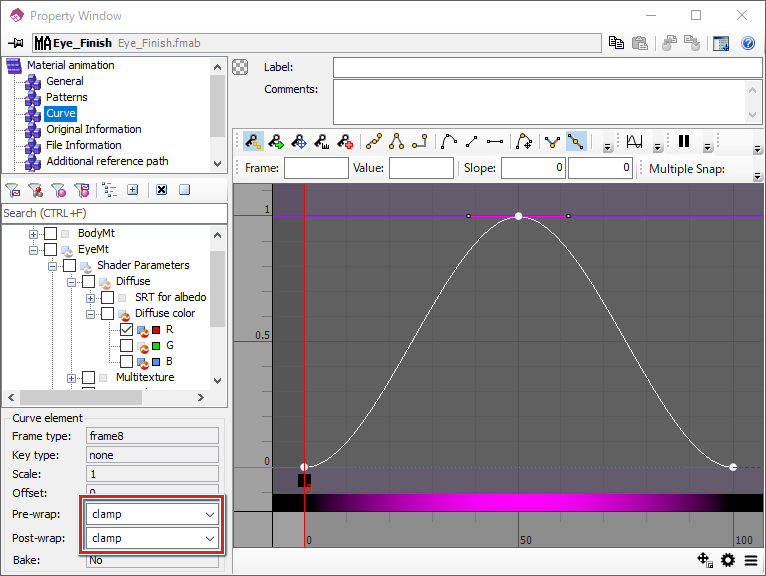 Property Window
MA Eye_Finish Eye_Finish.fmab
Material animation
General
Patterns
Curve
Original Information
File Information
Additional reference path
Label:
Comments:
Frame: Value: Slope: 0 0 Multiple Snap:
Search (CTRL+F)
BodyMt
EyeMt
Shader Parameters
Diffuse
SRT for albedo
Diffuse color
R
G
B
Multitexture
Curve element
Frame type: frame8
Key type: none
Scale: 1
Offset: 0
Pre-wrap: clamp
Post-wrap: clamp
Bake: No
1
0.5
0
0 50 100